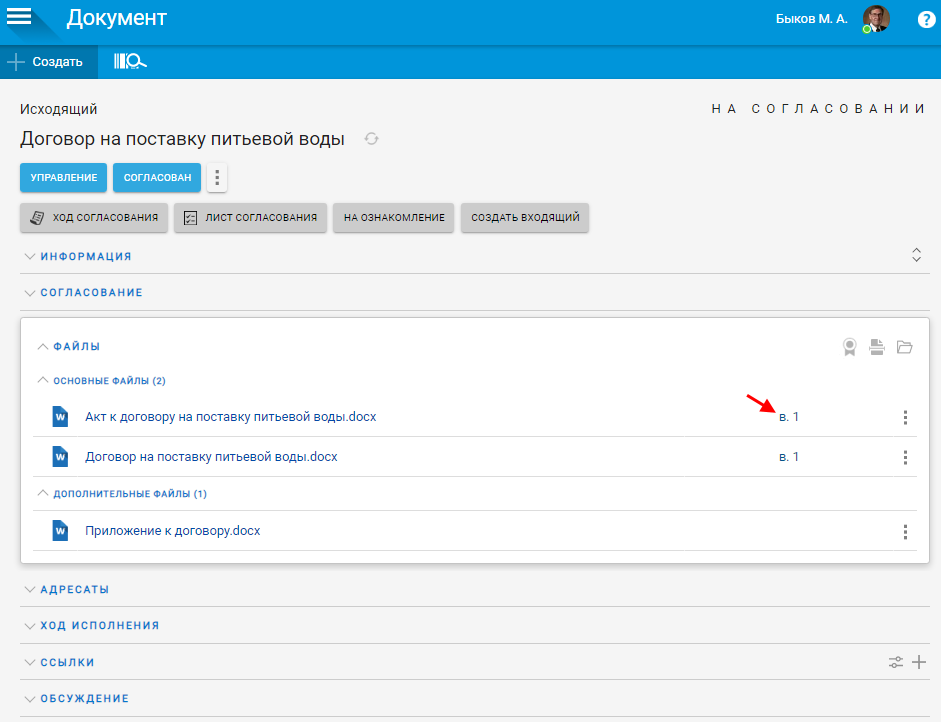 Документ
Быков М. А.
?
Создать
Исходящий
НА СОГЛАСОВАНИИ
Договор на поставку питьевой воды
УПРАВЛЕНИЕ
СОГЛАСОВАН
ХОД СОГЛАСОВАНИЯ
ЛИСТ СОГЛАСОВАНИЯ
НА ОЗНАКОМЛЕНИЕ
СОЗДАТЬ ВХОДЯЩИЙ
ИНФОРМАЦИЯ
СОГЛАСОВАНИЕ
ФАЙЛЫ
ОСНОВНЫЕ ФАЙЛЫ (2)
W Акт к договору на поставку питьевой воды.docx в. 1
W Договор на поставку питьевой воды.docx в. 1
ДОПОЛНИТЕЛЬНЫЕ ФАЙЛЫ (1)
W Приложение к договору.docx
АДРЕСАТЫ
ХОД ИСПОЛНЕНИЯ
ССЫЛКИ
ОБСУЖДЕНИЕ